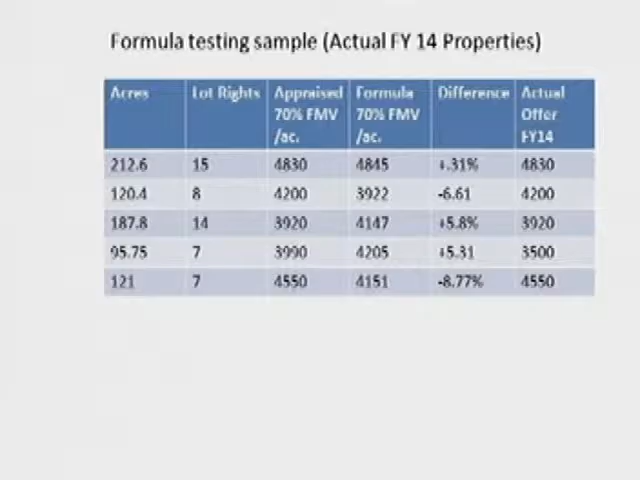 Formula testing sample (Actual FY 14 Properties)
Acres Lot Rights Appraised 70% FMV /ac. Formula 70% FMV /ac. Difference Actual Offer FY14
212.6 15 4830 4845 +.31% 4830
120.4 8 4200 3922 -6.61 4200
187.8 14 3920 4147 +5.8% 3920
95.75 7 3990 4205 +5.31 3500
121 7 4550 4151 -8.77% 4550